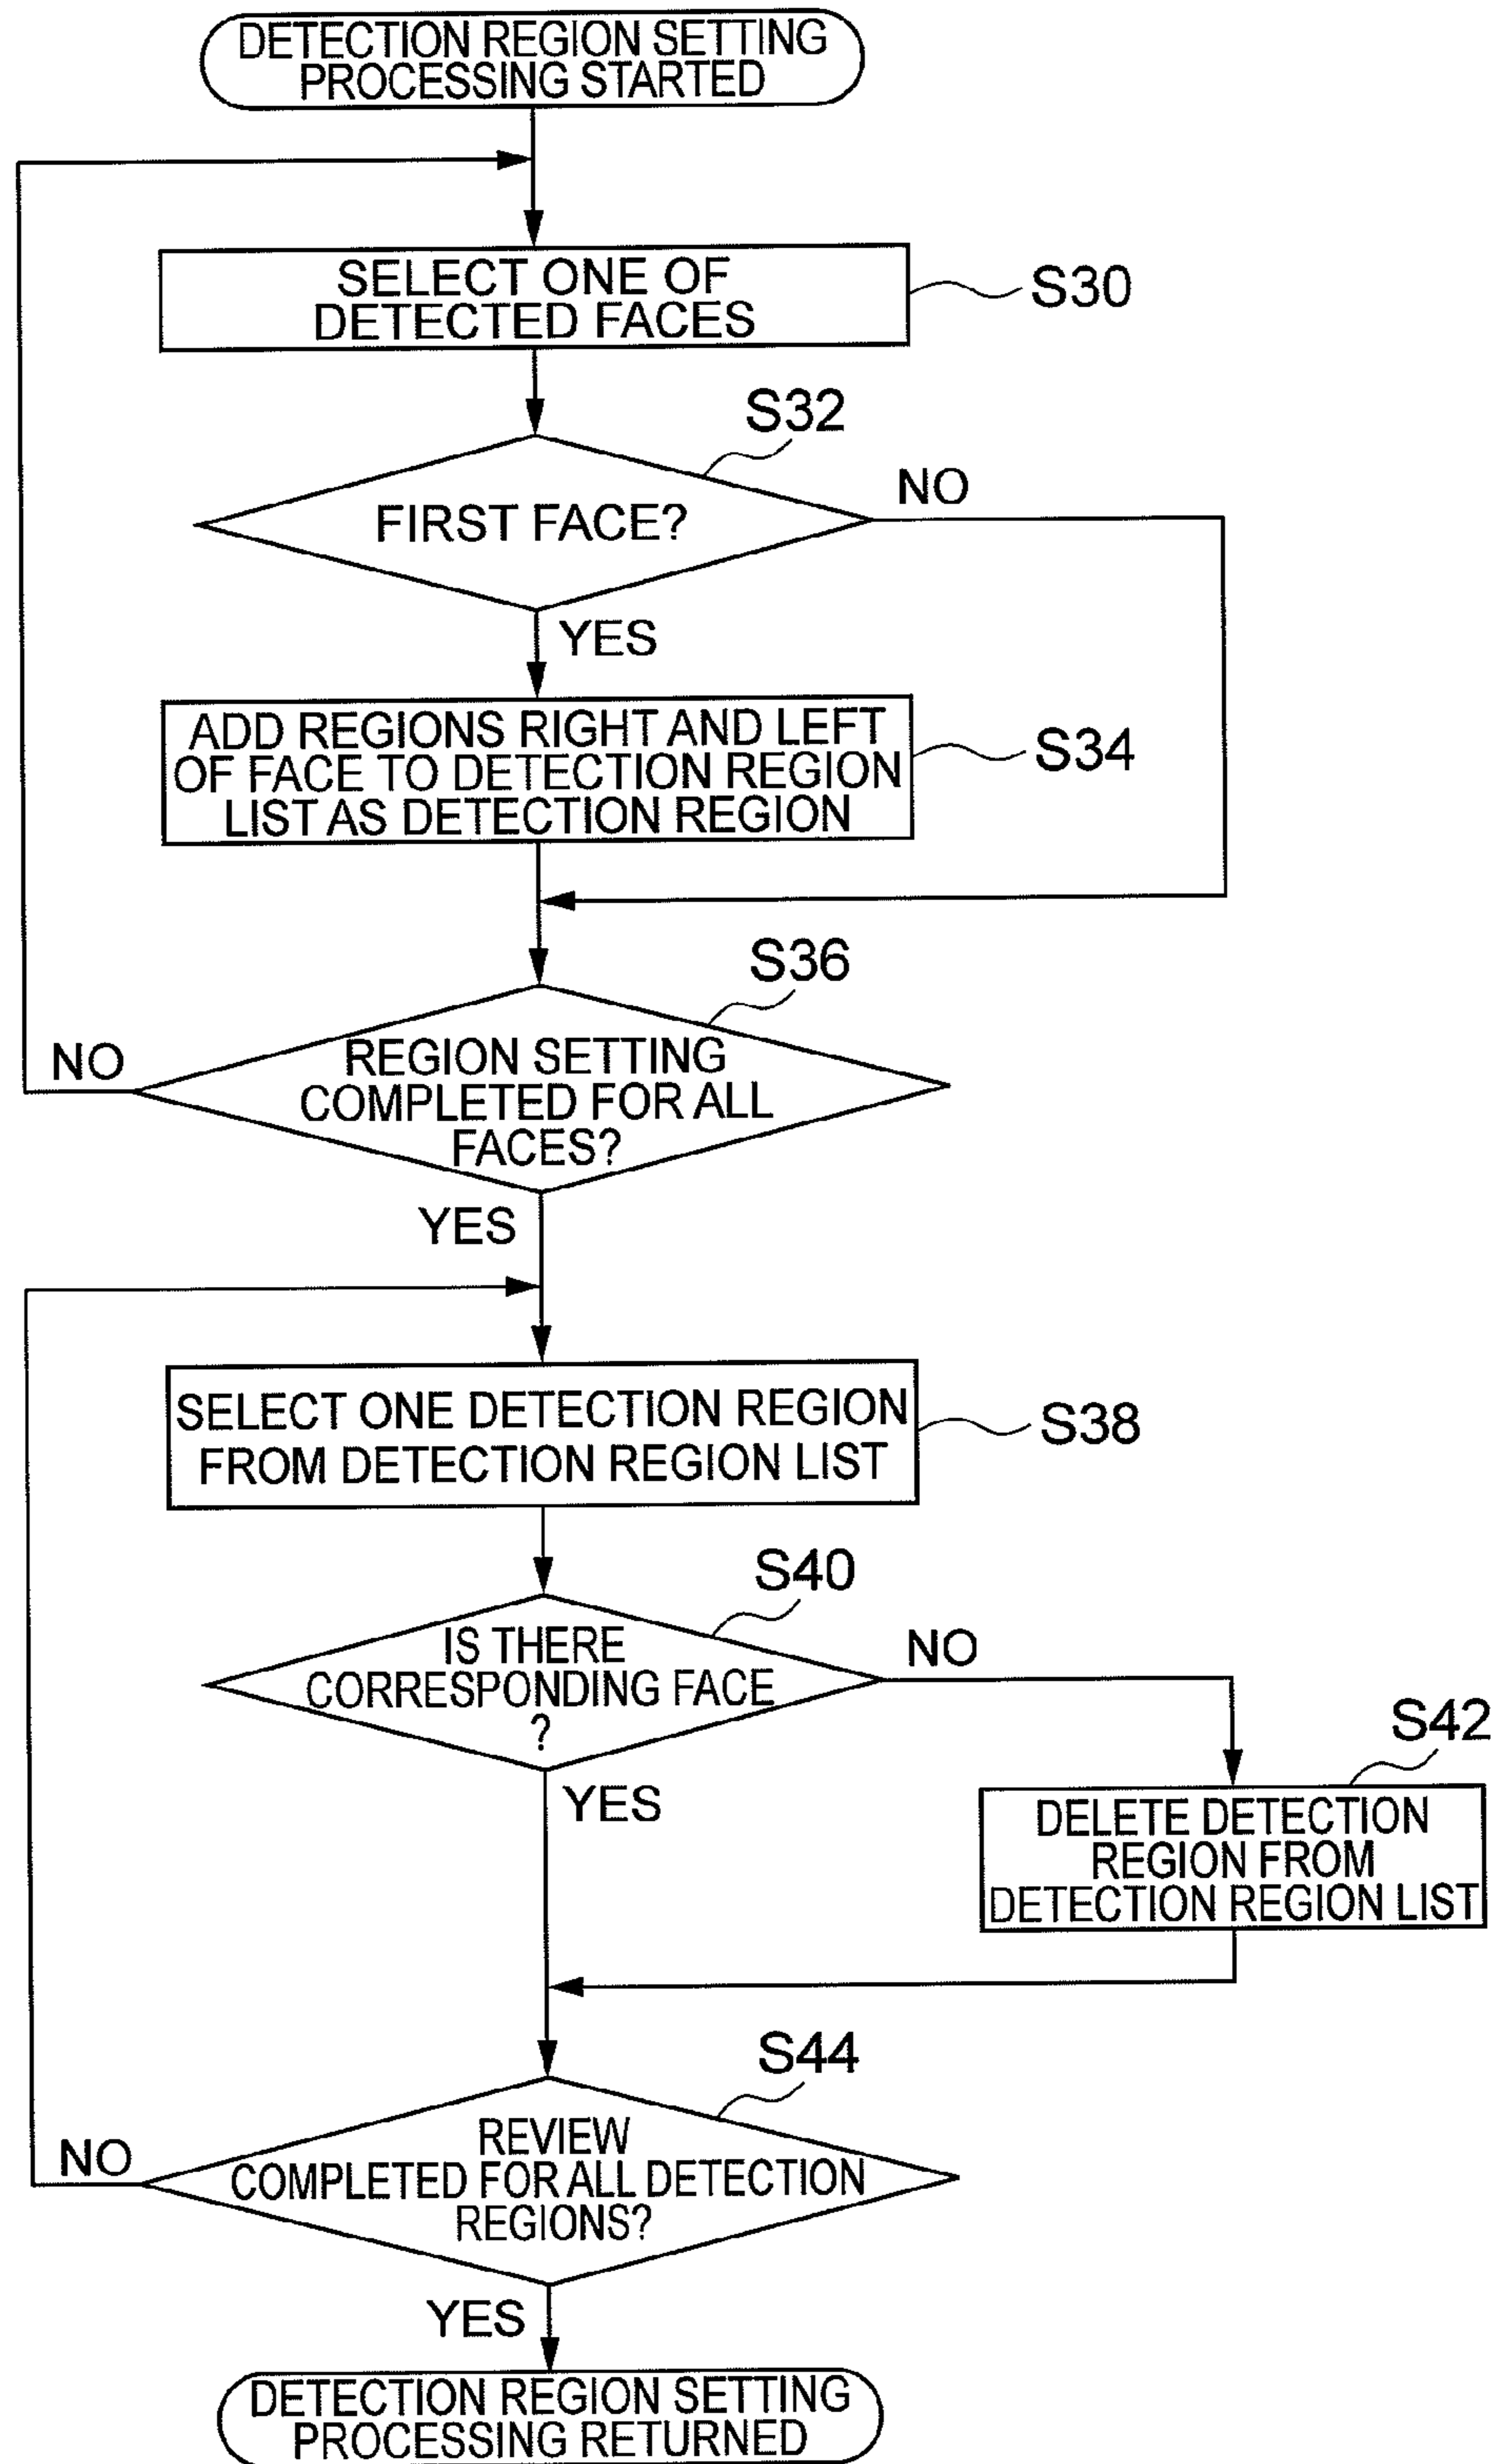 DETECTION REGION SETTING
PROCESSING STARTED
SELECT ONE OF
DETECTED FACES
S30
S32
FIRST FACE?
NO
YES
ADD REGIONS RIGHT AND LEFT
OF FACE TO DETECTION REGION
LIST AS DETECTION REGION
S34
S36
REGION SETTING
COMPLETED FOR ALL
FACES?
NO
YES
SELECT ONE DETECTION REGION
FROM DETECTION REGION LIST
S38
S40
IS THERE
CORRESPONDING FACE
?
NO
YES
S42
DELETE DETECTION
REGION FROM
DETECTION REGION LIST
S44
REVIEW
COMPLETED FOR ALL DETECTION
REGIONS?
NO
YES
DETECTION REGION SETTING
PROCESSING RETURNED